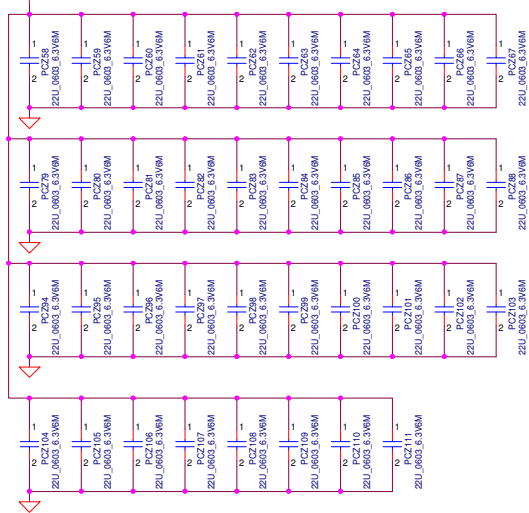 1 2 PCZ58 22U_0603_6.3V6M
1 2 PCZ59 22U_0603_6.3V6M
1 2 PCZ60 22U_0603_6.3V6M
1 2 PCZ61 22U_0603_6.3V6M
1 2 PCZ62 22U_0603_6.3V6M
1 2 PCZ63 22U_0603_6.3V6M
1 2 PCZ64 22U_0603_6.3V6M
1 2 PCZ65 22U_0603_6.3V6M
1 2 PCZ66 22U_0603_6.3V6M
1 2 PCZ67 22U_0603_6.3V6M
1 2 PCZ79 22U_0603_6.3V6M
1 2 PCZ80 22U_0603_6.3V6M
1 2 PCZ81 22U_0603_6.3V6M
1 2 PCZ82 22U_0603_6.3V6M
1 2 PCZ83 22U_0603_6.3V6M
1 2 PCZ84 22U_0603_6.3V6M
1 2 PCZ85 22U_0603_6.3V6M
1 2 PCZ86 22U_0603_6.3V6M
1 2 PCZ87 22U_0603_6.3V6M
1 2 PCZ88 22U_0603_6.3V6M
1 2 PCZ94 22U_0603_6.3V6M
1 2 PCZ95 22U_0603_6.3V6M
1 2 PCZ96 22U_0603_6.3V6M
1 2 PCZ97 22U_0603_6.3V6M
1 2 PCZ98 22U_0603_6.3V6M
1 2 PCZ99 22U_0603_6.3V6M
1 2 PCZ100 22U_0603_6.3V6M
1 2 PCZ101 22U_0603_6.3V6M
1 2 PCZ102 22U_0603_6.3V6M
1 2 PCZ103 22U_0603_6.3V6M
1 2 PCZ104 22U_0603_6.3V6M
1 2 PCZ105 22U_0603_6.3V6M
1 2 PCZ106 22U_0603_6.3V6M
1 2 PCZ107 22U_0603_6.3V6M
1 2 PCZ108 22U_0603_6.3V6M
1 2 PCZ109 22U_0603_6.3V6M
1 2 PCZ110 22U_0603_6.3V6M
1 2 PCZ111 22U_0603_6.3V6M